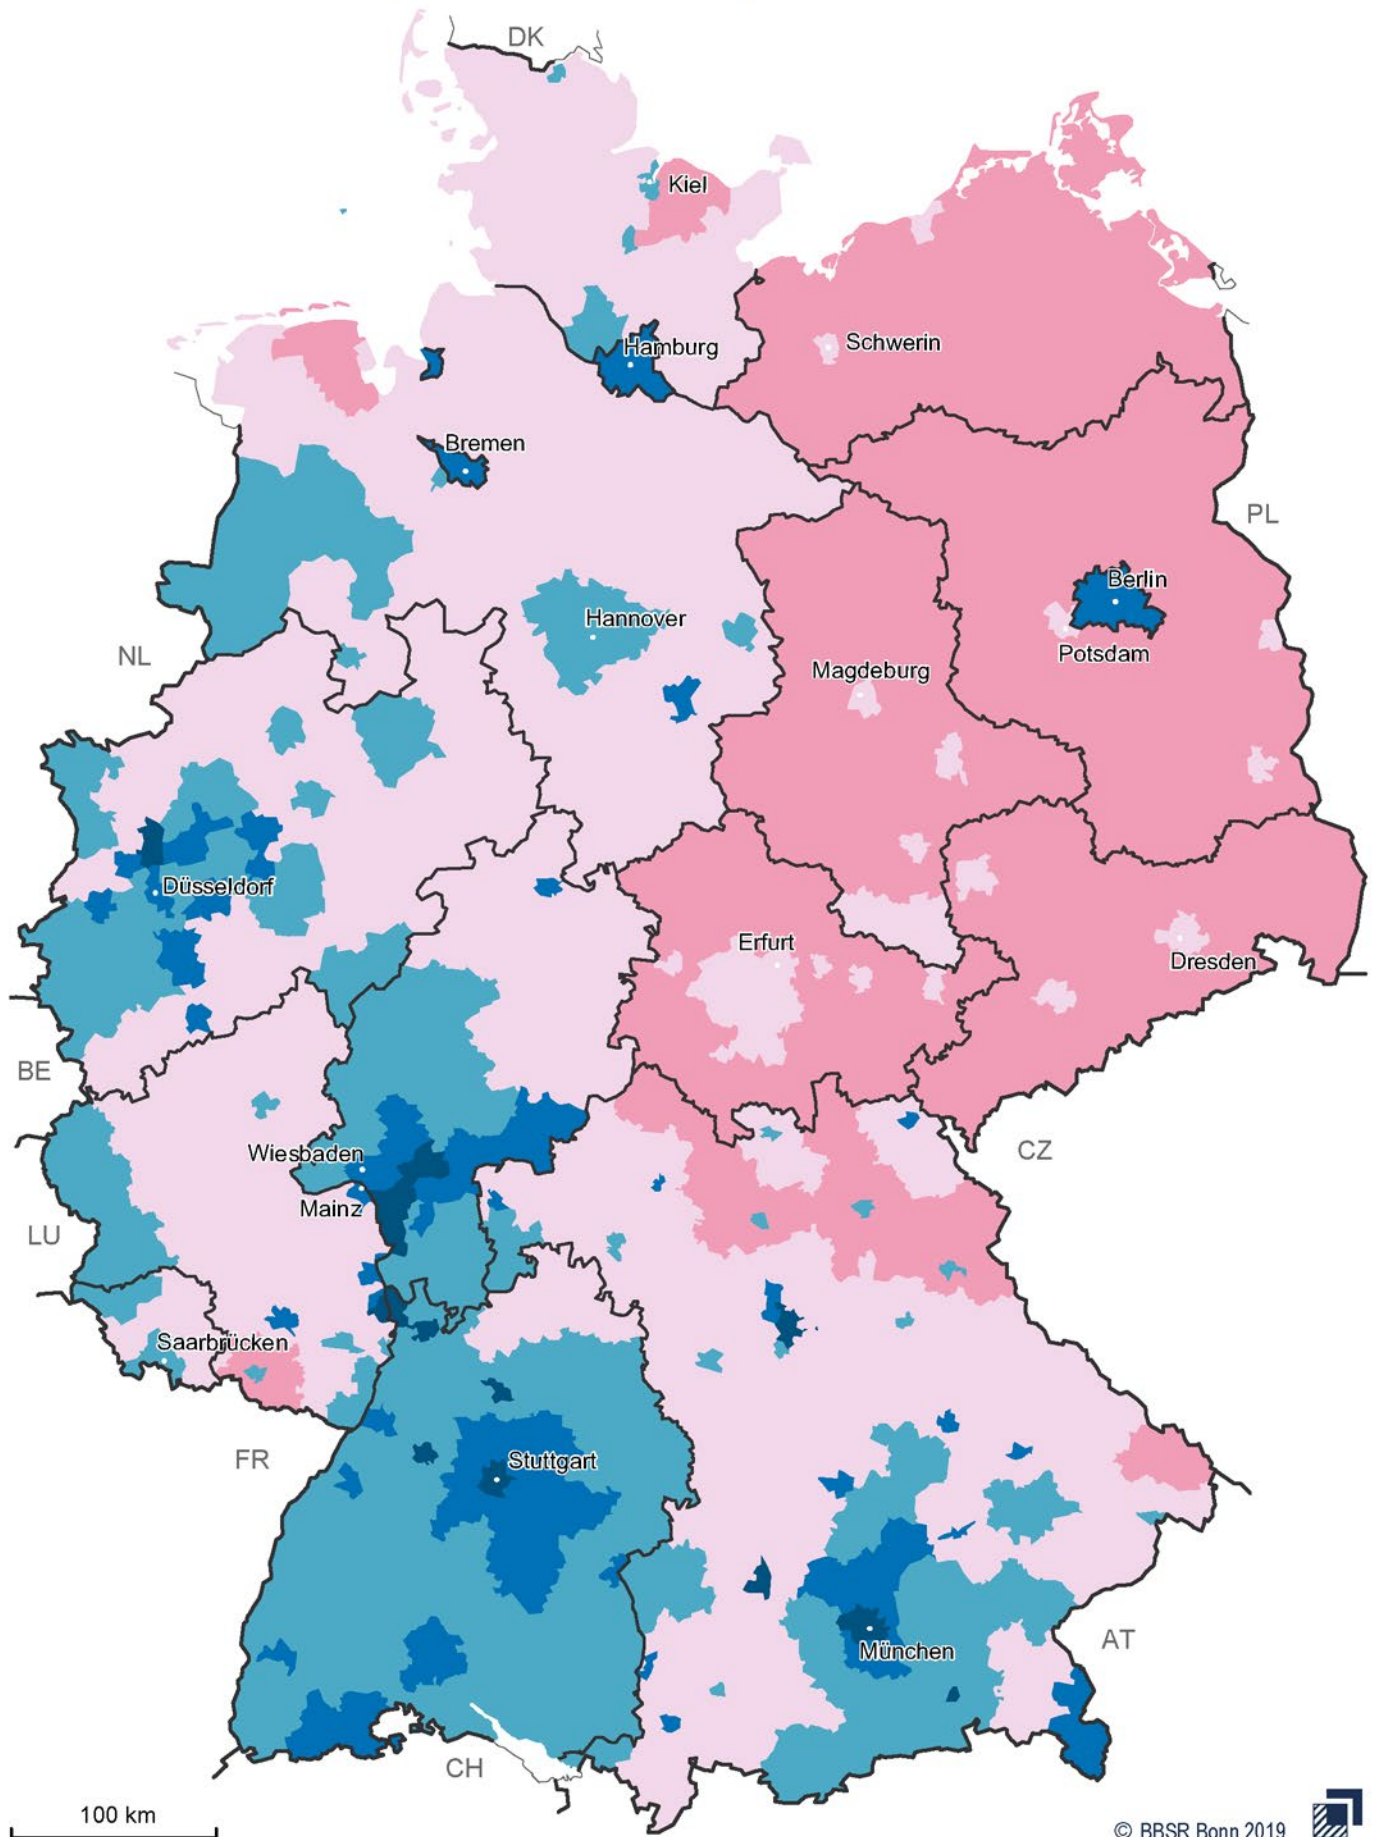 DK
Kiel
Hamburg
Schwerin
Bremen
PL
Berlin
Hannover
NL
Potsdam
Magdeburg
Düsseldorf
Erfurt
Dresden
BE
Wiesbaden
CZ
Mainz
LU
Saarbrücken
FR
Stuttgart
AT
München
CH
100 km
© BBSR Bonn 2019